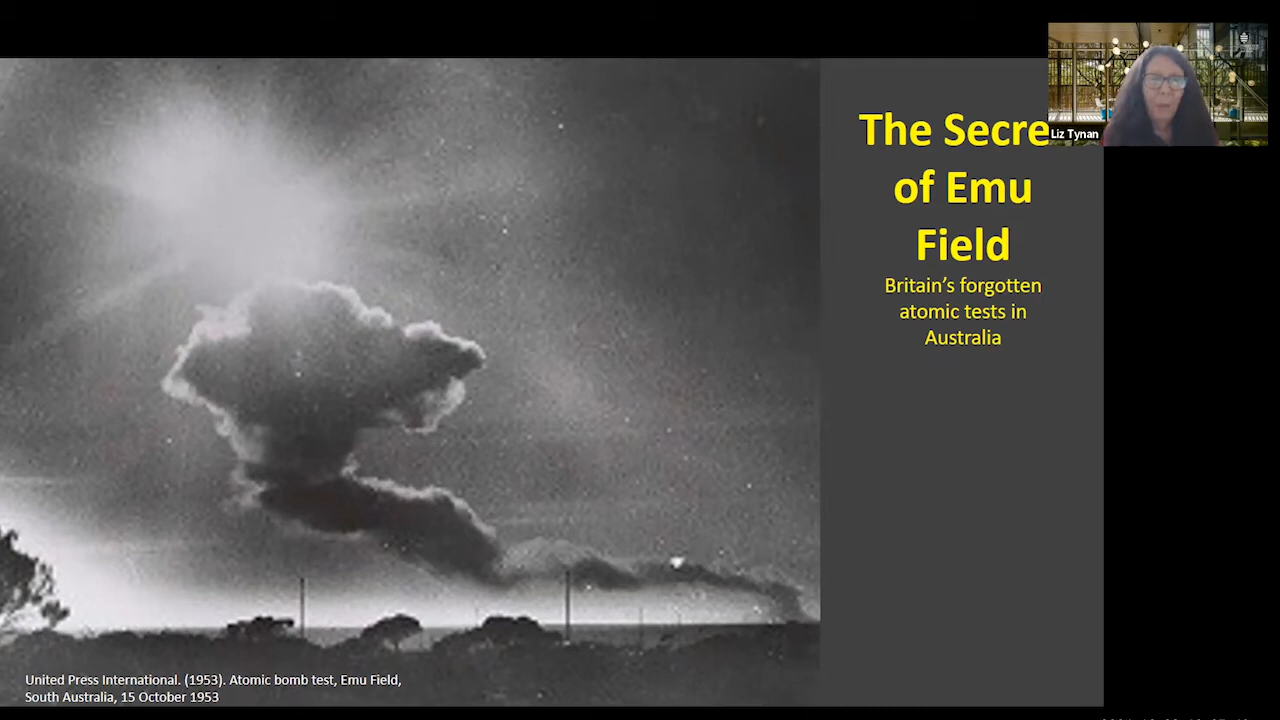 The Secre
of Emu
Field
Britain's forgotten
atomic tests in
Australia
Liz Tynan
United Press International. (1953). Atomic bomb test, Emu Field,
South Australia, 15 October 1953